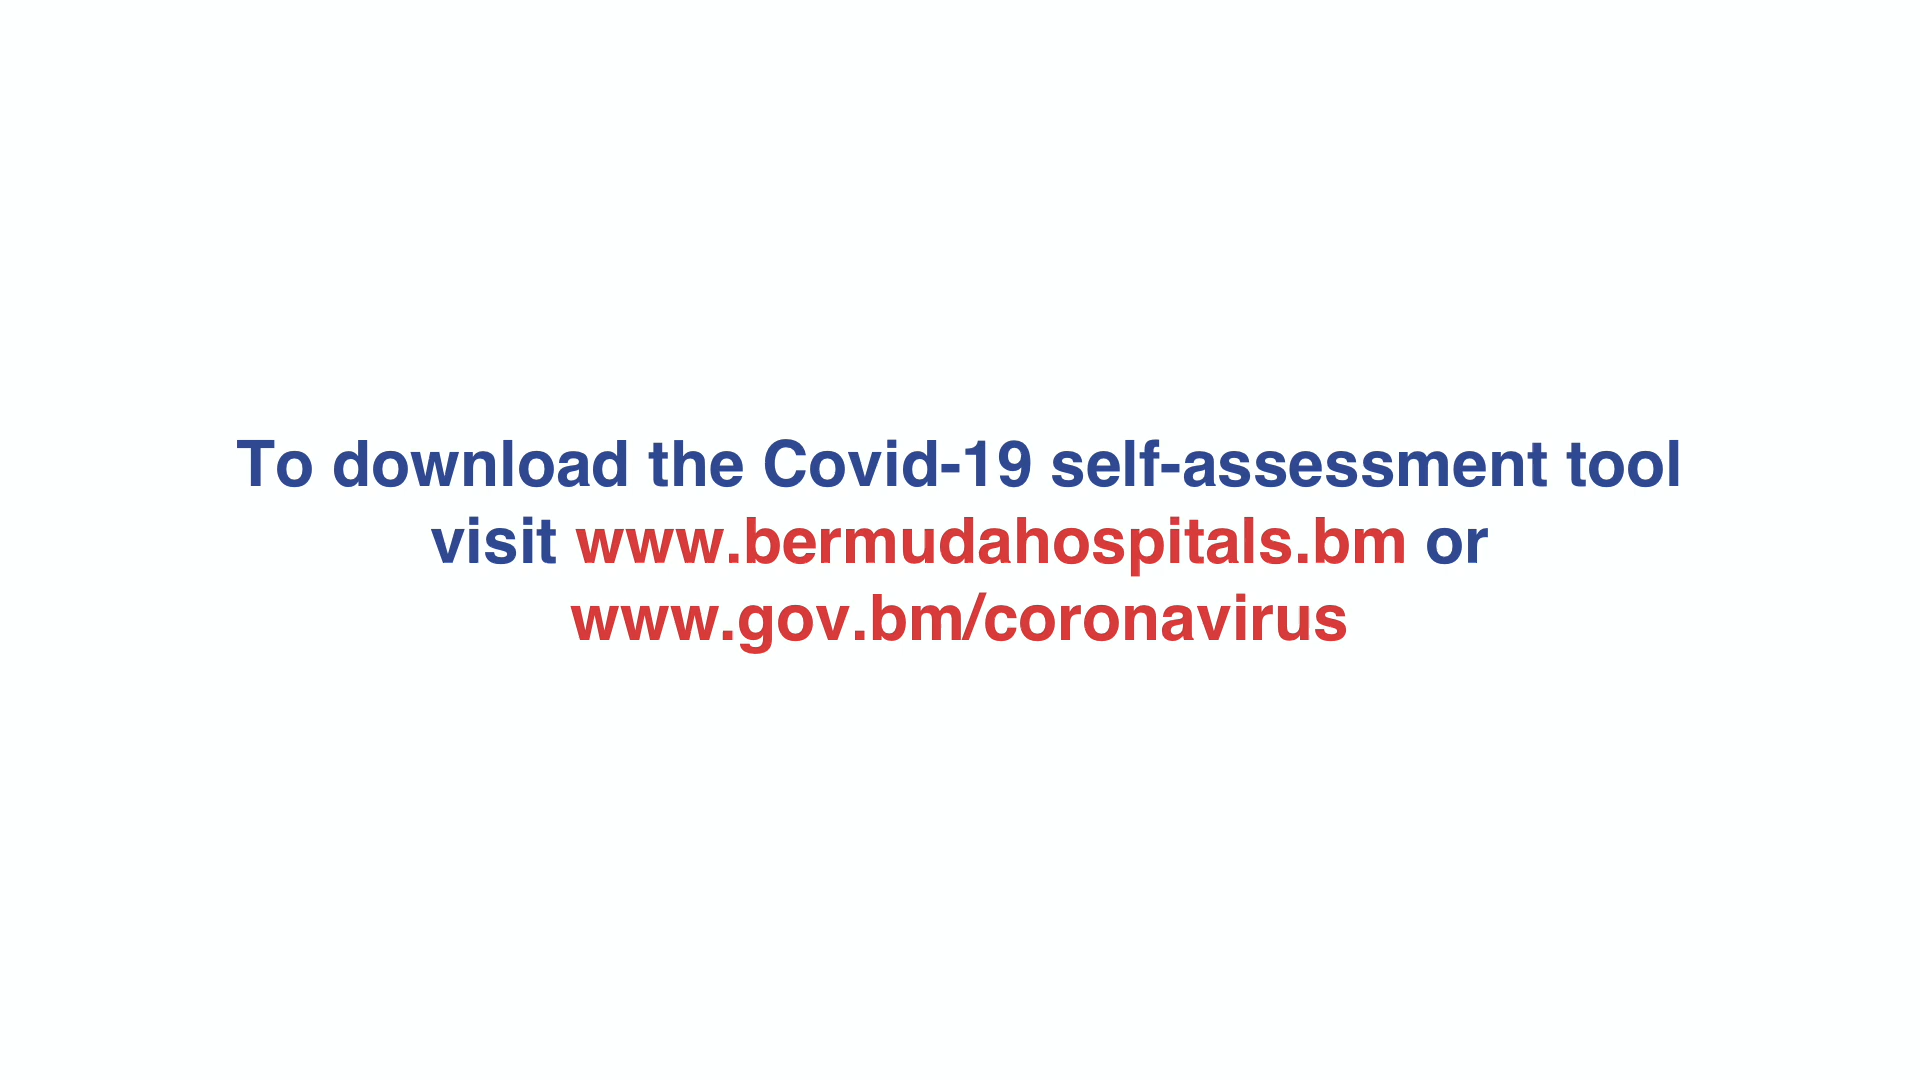 To download the Covid-19 self-assessment tool
visit www.bermudahospitals.bm or
www.gov.bm/coronavirus